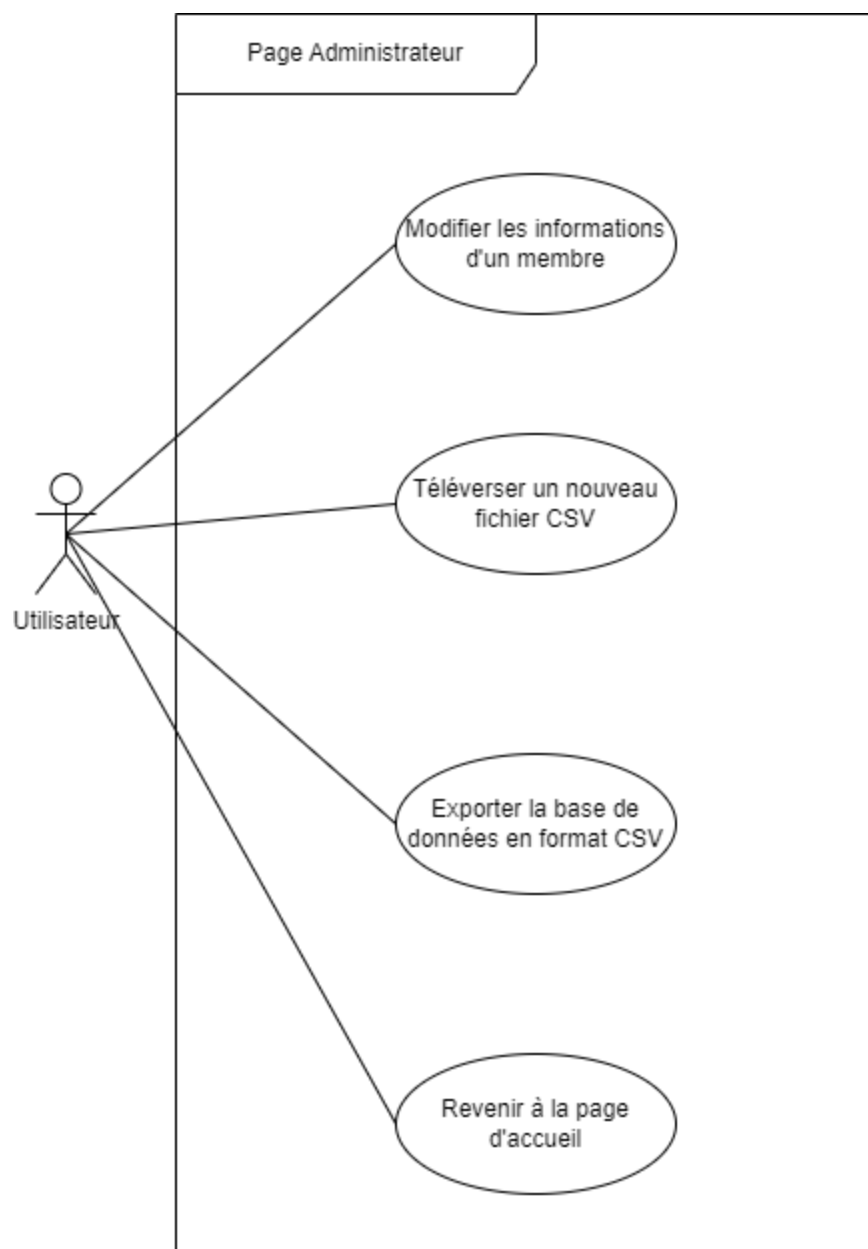 Page Administrateur
Modifier les informations
d'un membre
Téléverser un nouveau
fichier CSV
Utilisateur
Exporter la base de
données en format CSV
Revenir à la page
d'accueil